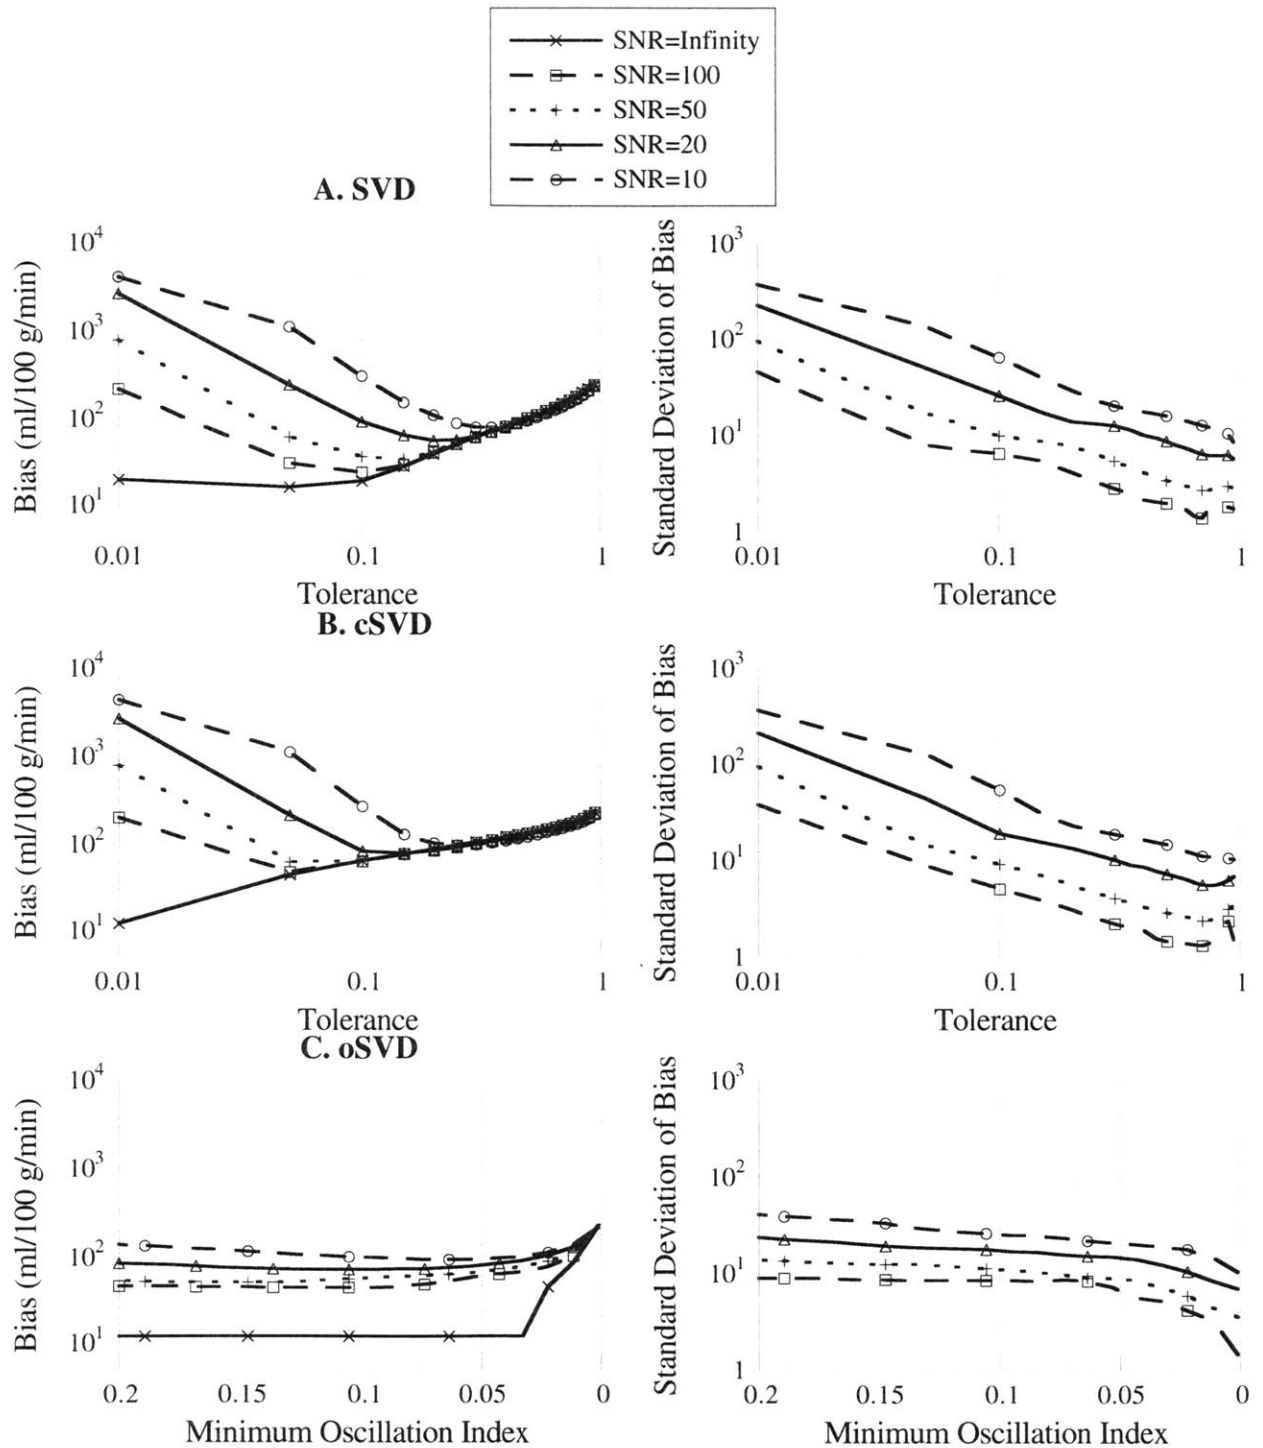 SNR=Infinity
SNR=100
SNR=50
SNR=20
SNR=10
A. SVD
Bias (ml/100 g/min)
10^4
10^3
10^2
10^1
0.01 0.1 1
Tolerance
Standard Deviation of Bias
10^3
10^2
10^1
1
0.01 0.1 1
Tolerance
B. cSVD
Bias (ml/100 g/min)
10^4
10^3
10^2
10^1
0.01 0.1 1
Tolerance
Standard Deviation of Bias
10^3
10^2
10^1
1
0.01 0.1 1
Tolerance
C. oSVD
Bias (ml/100 g/min)
10^4
10^3
10^2
10^1
0.2 0.15 0.1 0.05 0
Minimum Oscillation Index
Standard Deviation of Bias
10^3
10^2
10^1
1
0.2 0.15 0.1 0.05 0
Minimum Oscillation Index